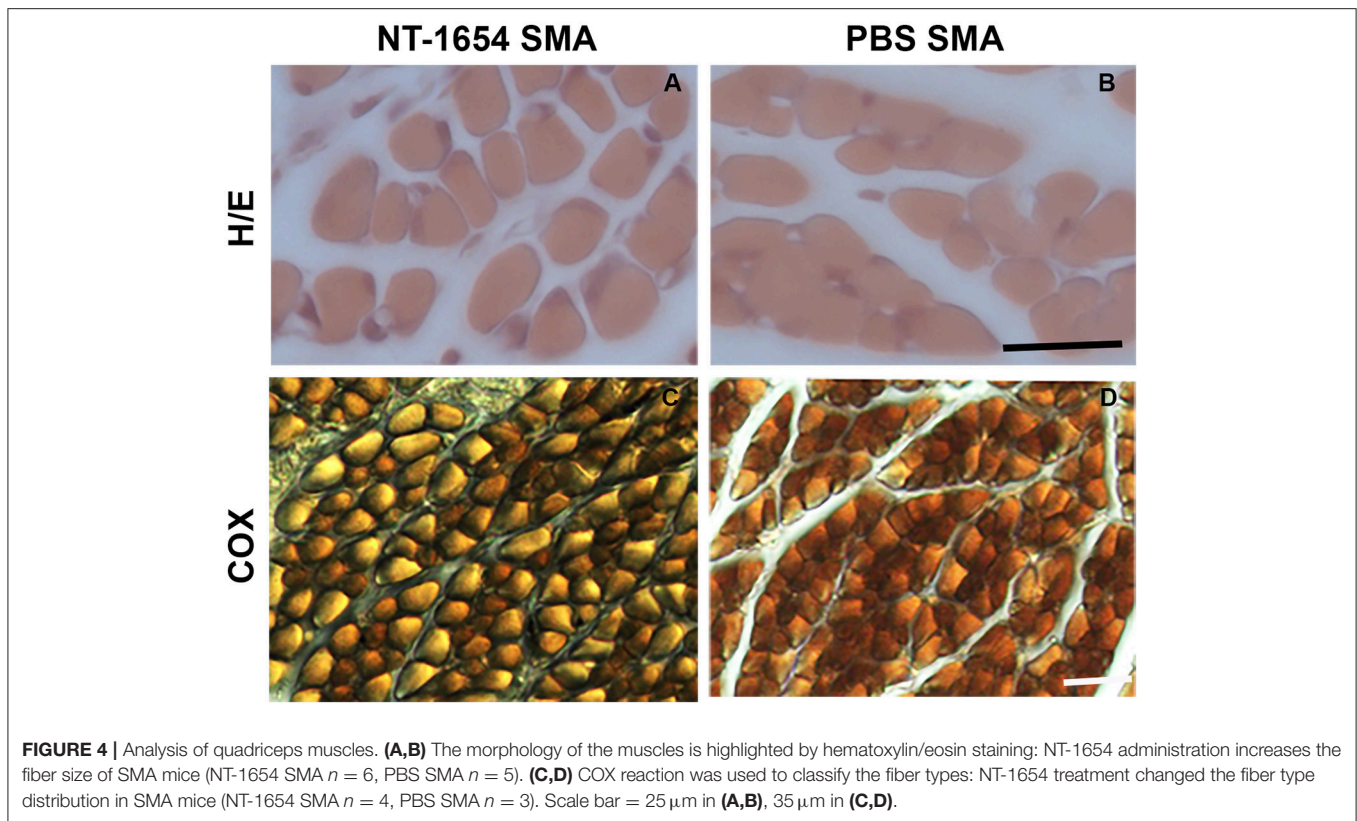 NT-1654 SMA PBS SMA
H/E
A B
COX
C D
FIGURE 4 | Analysis of quadriceps muscles. (A,B) The morphology of the muscles is highlighted by hematoxylin/eosin staining: NT-1654 administration increases the
fiber size of SMA mice (NT-1654 SMA n = 6, PBS SMA n = 5). (C,D) COX reaction was used to classify the fiber types: NT-1654 treatment changed the fiber type
distribution in SMA mice (NT-1654 SMA n = 4, PBS SMA n = 3). Scale bar = 25 μm in (A,B), 35 μm in (C,D).